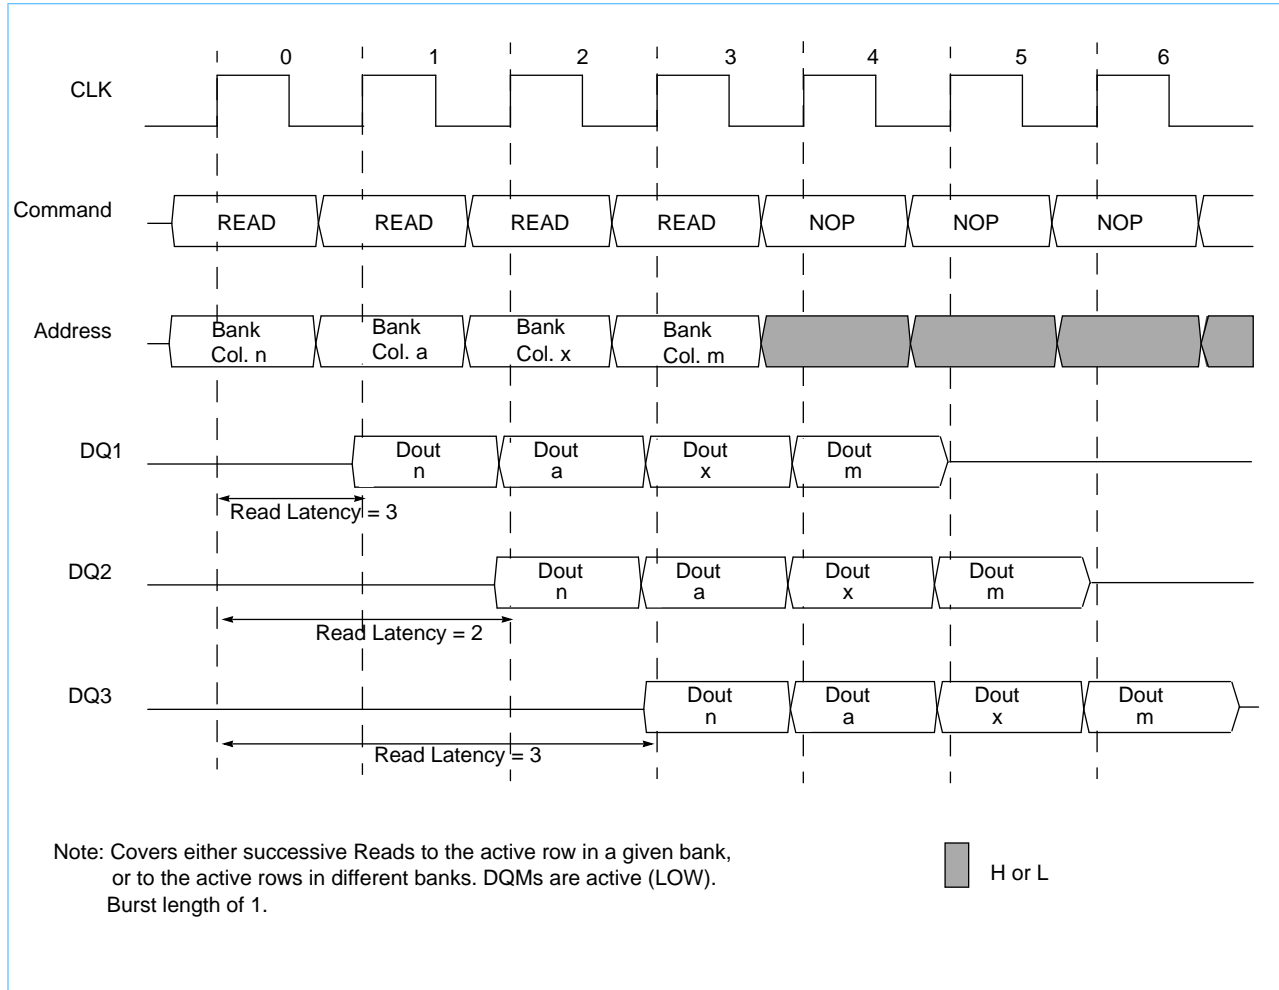 0 1 2 3 4 5 6
CLK
Command READ READ READ READ NOP NOP NOP
Address
Bank Bank Bank Bank
Col. n Col. a Col. x Col. m
DQ1
Dout Dout Dout Dout
n a x m
Read Latency = 3
DQ2
Dout Dout Dout Dout
n a x m
Read Latency = 2
DQ3
Dout Dout Dout Dout
n a x m
Read Latency = 3
Note: Covers either successive Reads to the active row in a given bank,
or to the active rows in different banks. DQMs are active (LOW).
Burst length of 1.
H or L